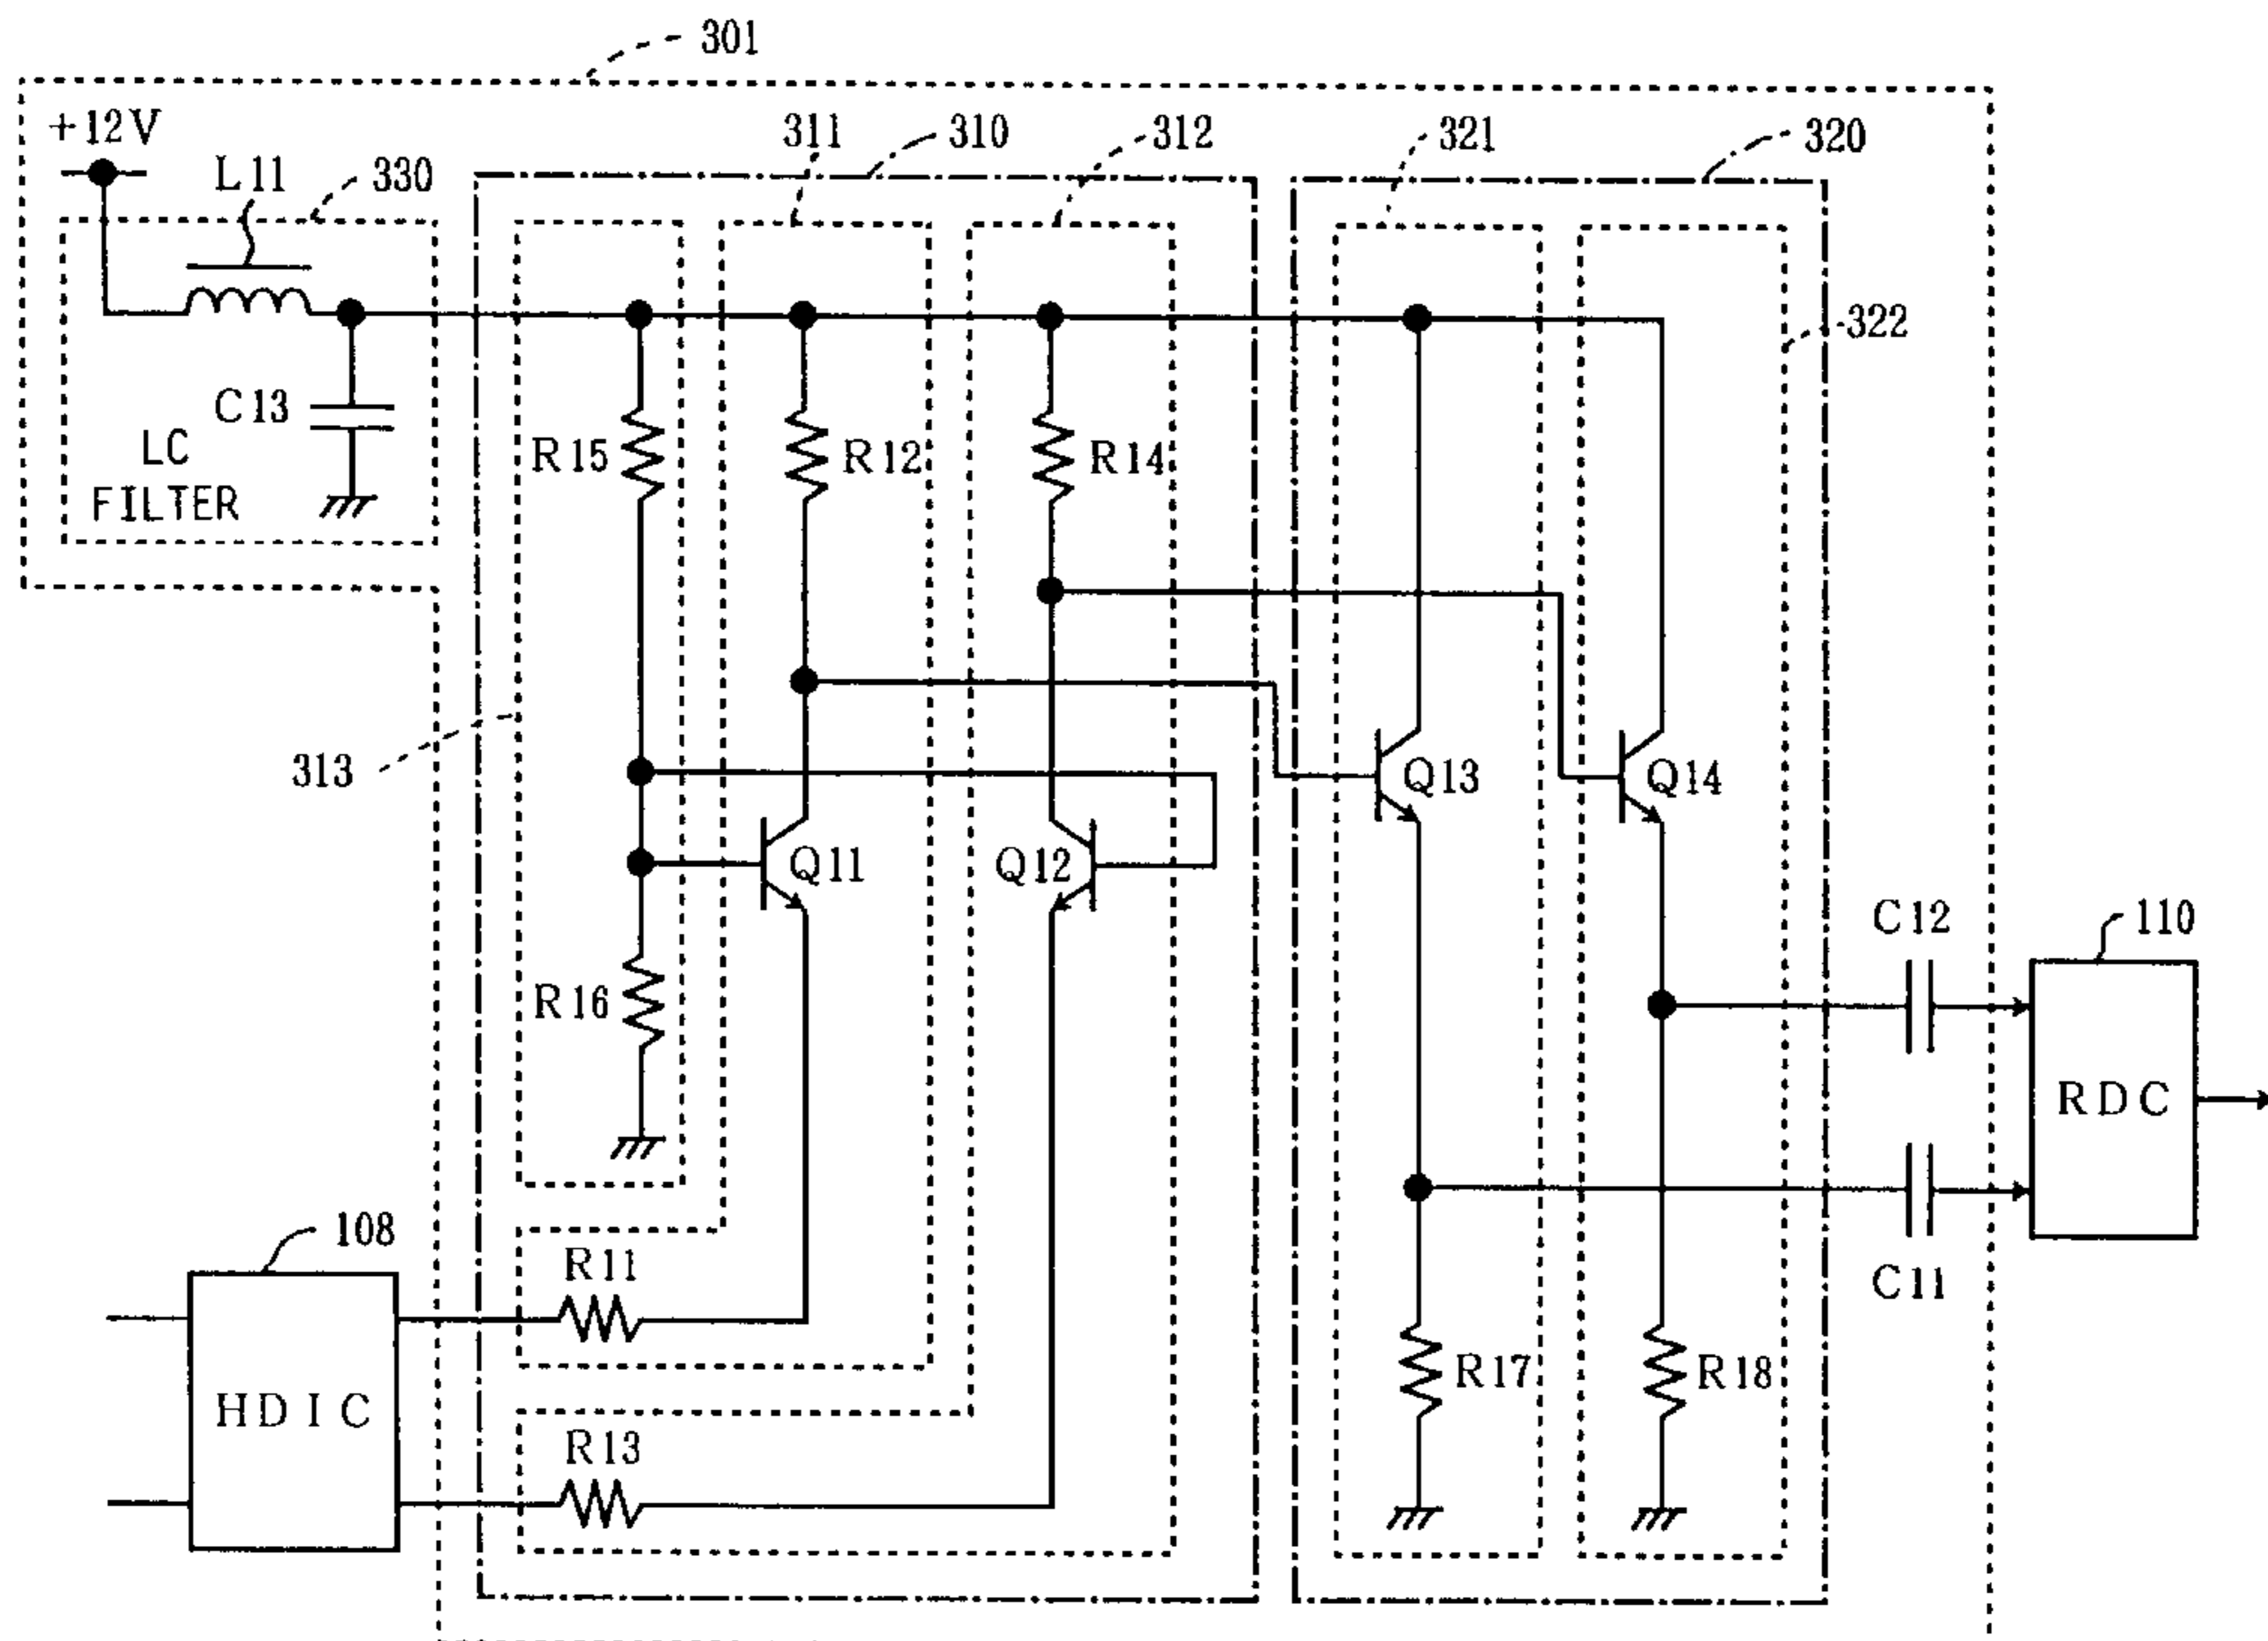 301
+12V
311
310
312
321
320
L11
330
322
C13
R15
R12
R14
LC
FILTER
313
Q13
Q14
Q11
Q12
C12
110
R16
RDC
108
R11
C11
R17
R18
HDIC
R13